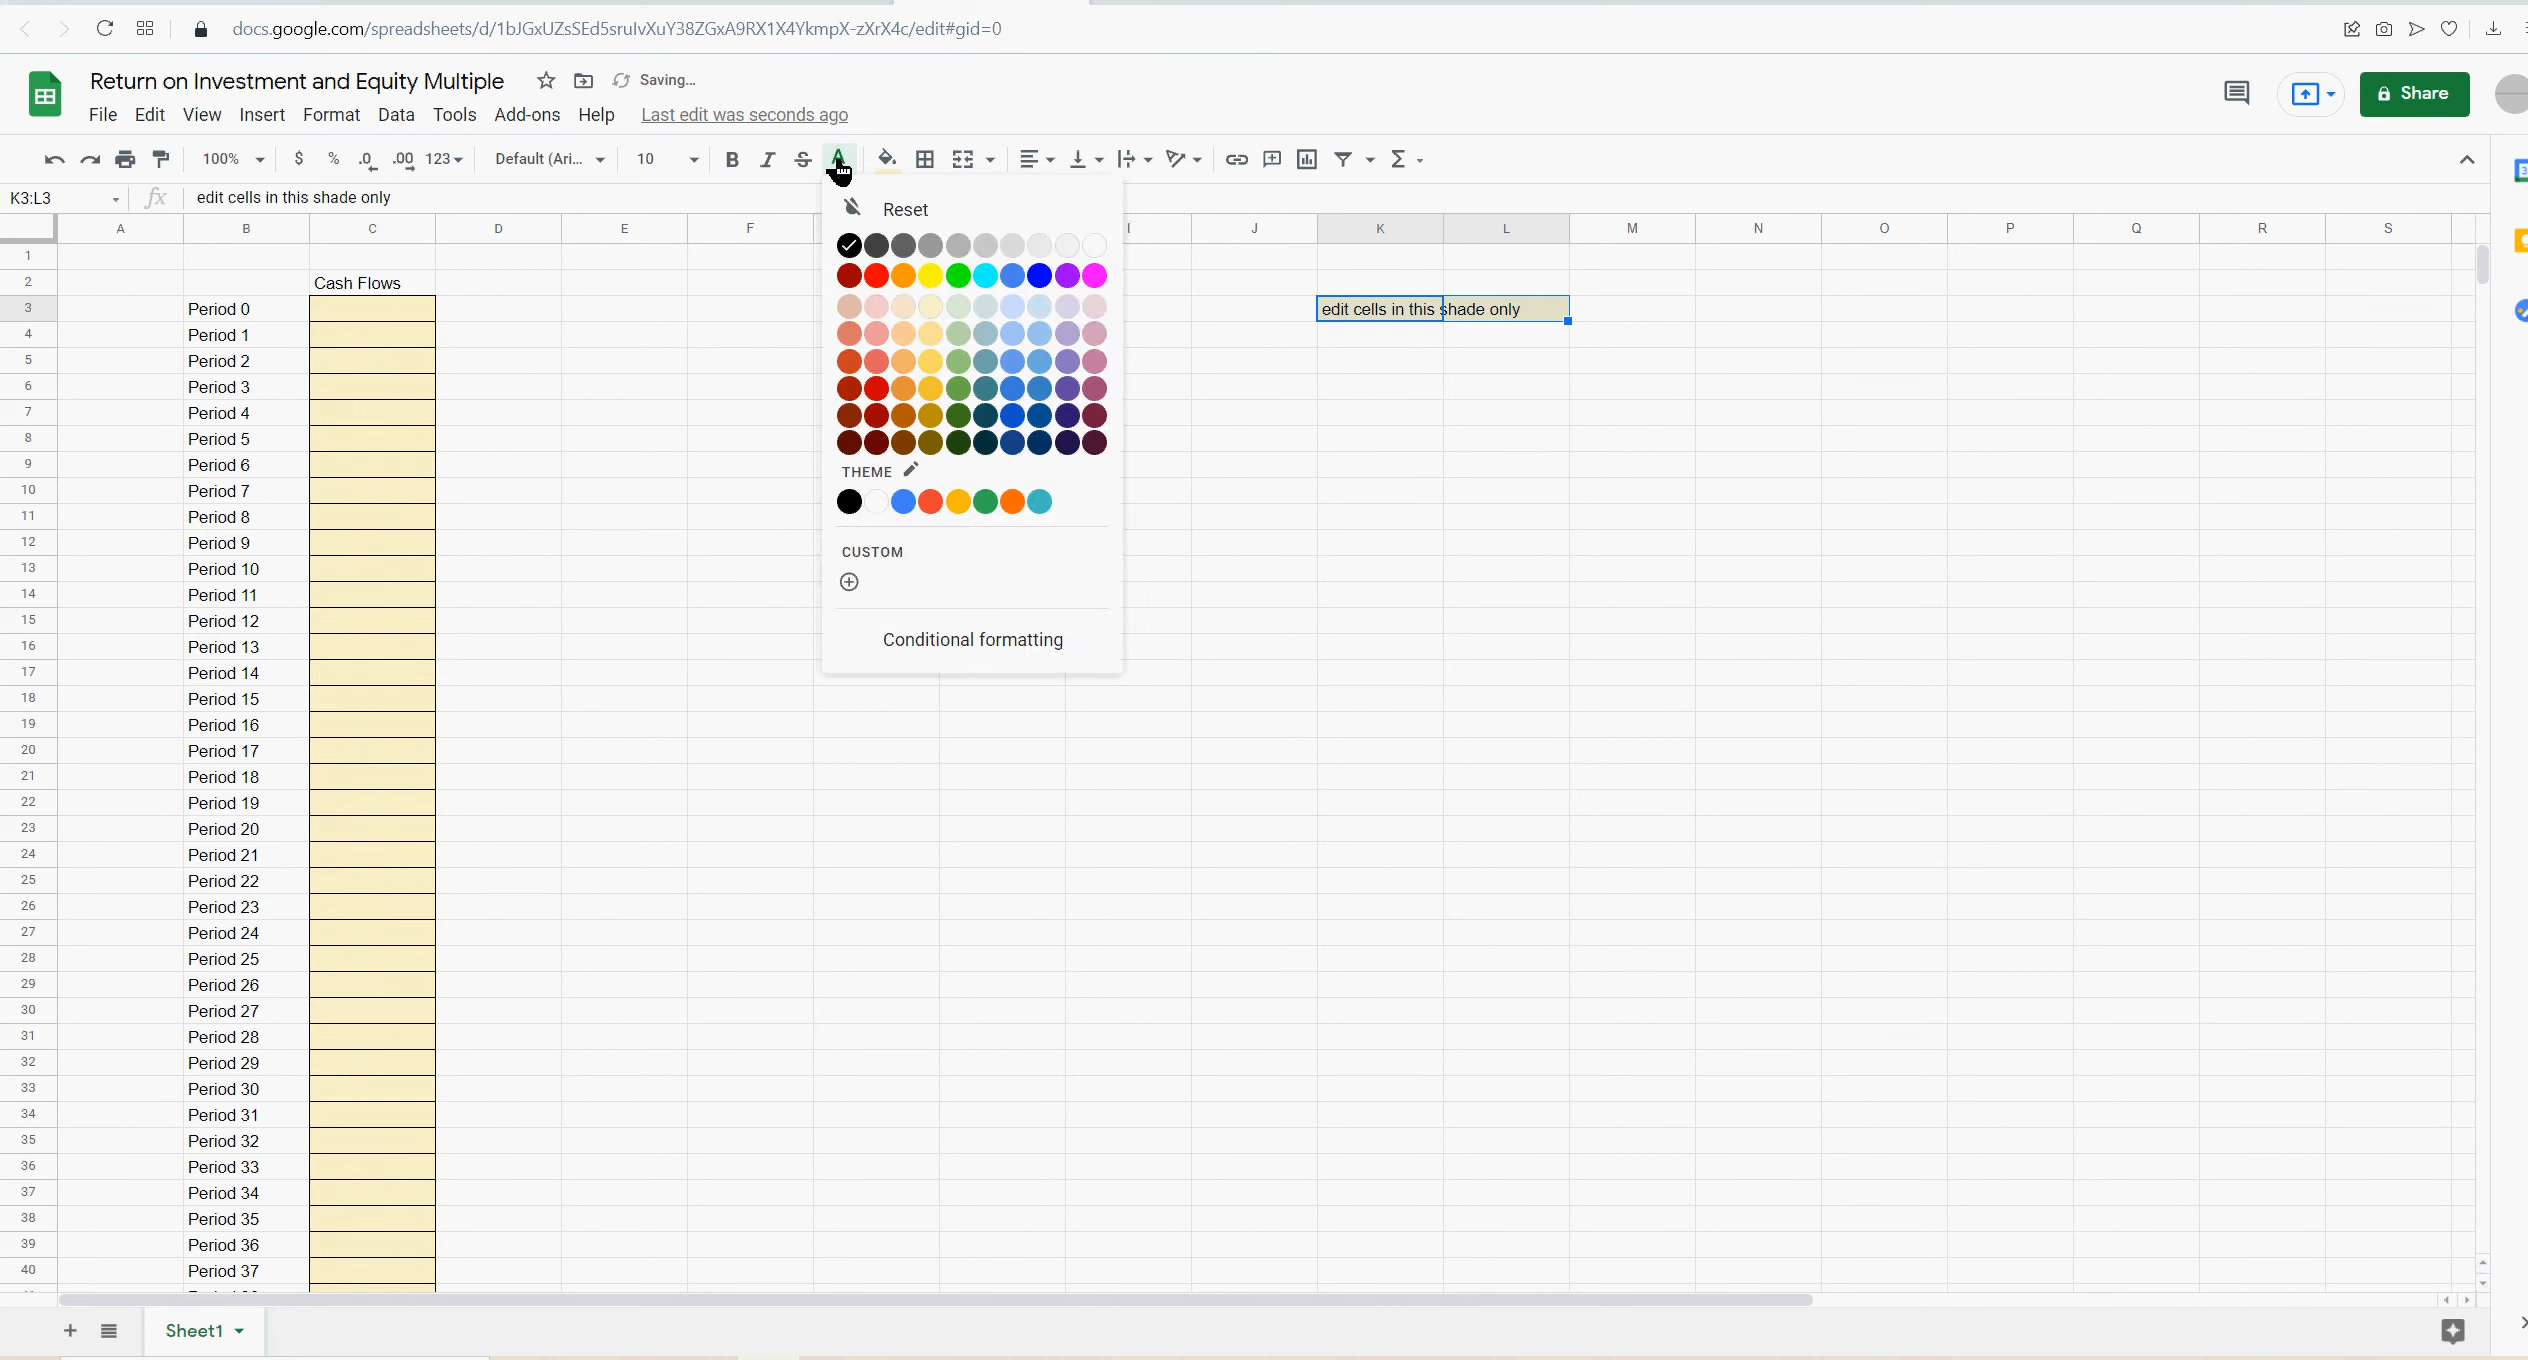 docs.google.com/spreadsheets/d/1bJGxUZsSEd5sruIvXuY38ZGxA9RX1X4YkmpX-zXrX4c/edit#gid=0
Return on Investment and Equity Multiple
Saving...
Share
File Edit View Insert Format Data Tools Add-ons Help Last edit was seconds ago
100% $ % .0 .00 123 Default (Ari... 10 B I S A
K3:L3 fx edit cells in this shade only
Reset
A B C D E F I J K L M N O P Q R S
1
2 Cash Flows
3 Period 0 edit cells in this shade only
4 Period 1
5 Period 2
6 Period 3
7 Period 4
8 Period 5
9 Period 6
THEME
10 Period 7
11 Period 8
12 Period 9
CUSTOM
13 Period 10
14 Period 11
15 Period 12
16 Period 13
Conditional formatting
17 Period 14
18 Period 15
19 Period 16
20 Period 17
21 Period 18
22 Period 19
23 Period 20
24 Period 21
25 Period 22
26 Period 23
27 Period 24
28 Period 25
29 Period 26
30 Period 27
31 Period 28
32 Period 29
33 Period 30
34 Period 31
35 Period 32
36 Period 33
37 Period 34
38 Period 35
39 Period 36
40 Period 37
Sheet1